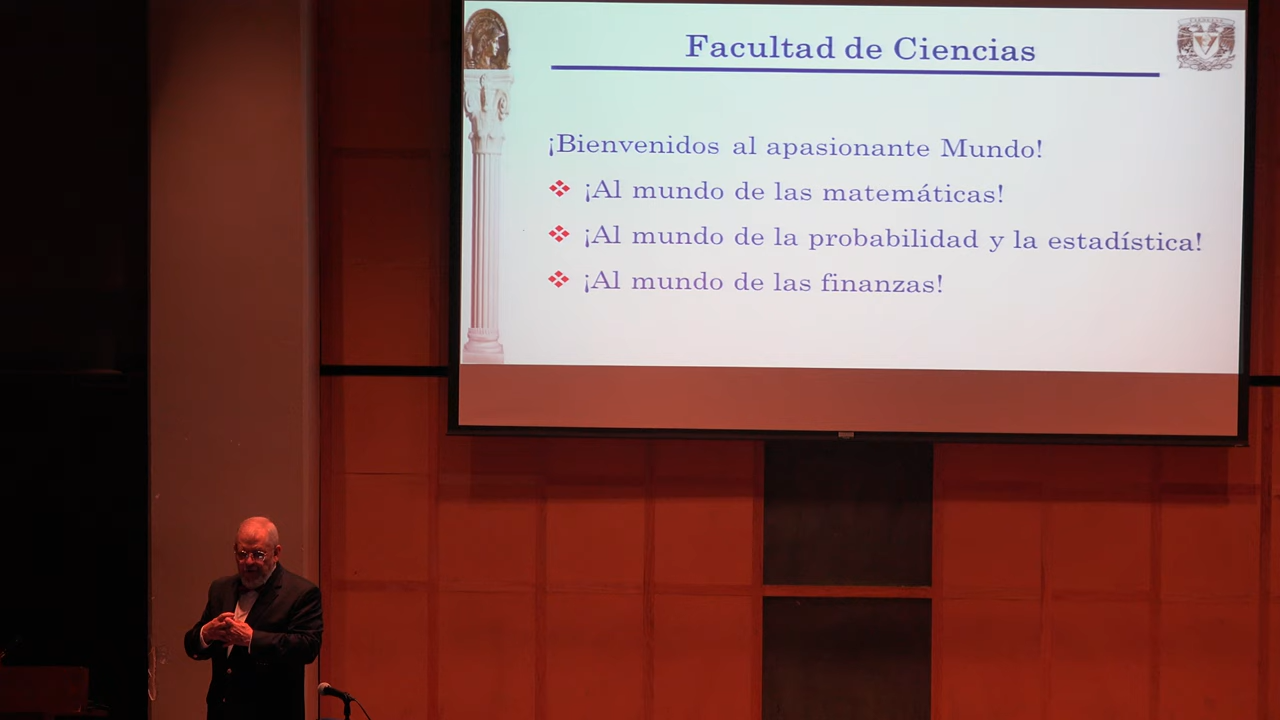 Facultad de Ciencias
¡Bienvenidos al apasionante Mundo!
¡Al mundo de las matemáticas!
¡Al mundo de la probabilidad y la estadística!
¡Al mundo de las finanzas!